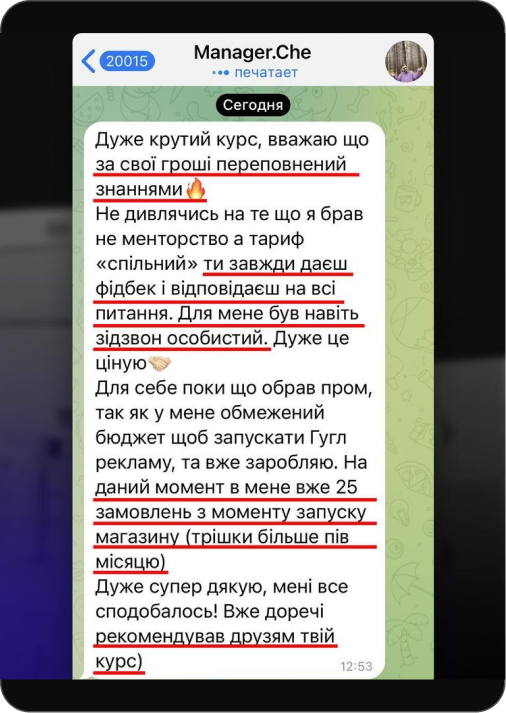 20015
Manager.Che
печатает
Сегодня
Дуже крутий курс, вважаю що
за свої гроші переповнений
знаннями🔥
Не дивлячись на те що я брав
не менторство а тариф
«спільний» ти завжди даєш
фідбек і відповідаєш на всі
питання. Для мене був навіть
зідзвон особистий. Дуже це
ціную🤝
Для себе поки що обрав пром,
так як у мене обмежений
бюджет щоб запускати Гугл
рекламу, та вже заробляю. На
даний момент в мене вже 25
замовлень з моменту запуску
магазину (трішки більше пів
місяцю)
Дуже супер дякую, мені все
сподобалось! Вже доречі
рекомендував друзям твій
курс)
12:53